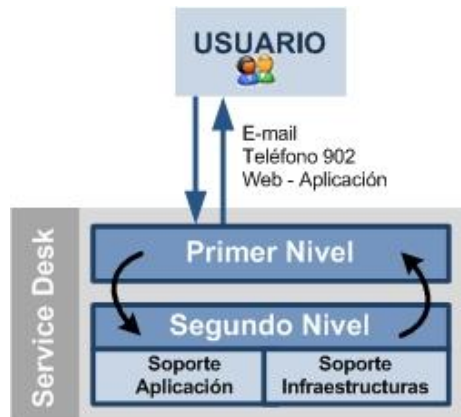 USUARIO
E-mail
Teléfono 902
Web - Aplicación
Service Desk
Primer Nivel
Segundo Nivel
Soporte
Aplicación
Soporte
Infraestructuras